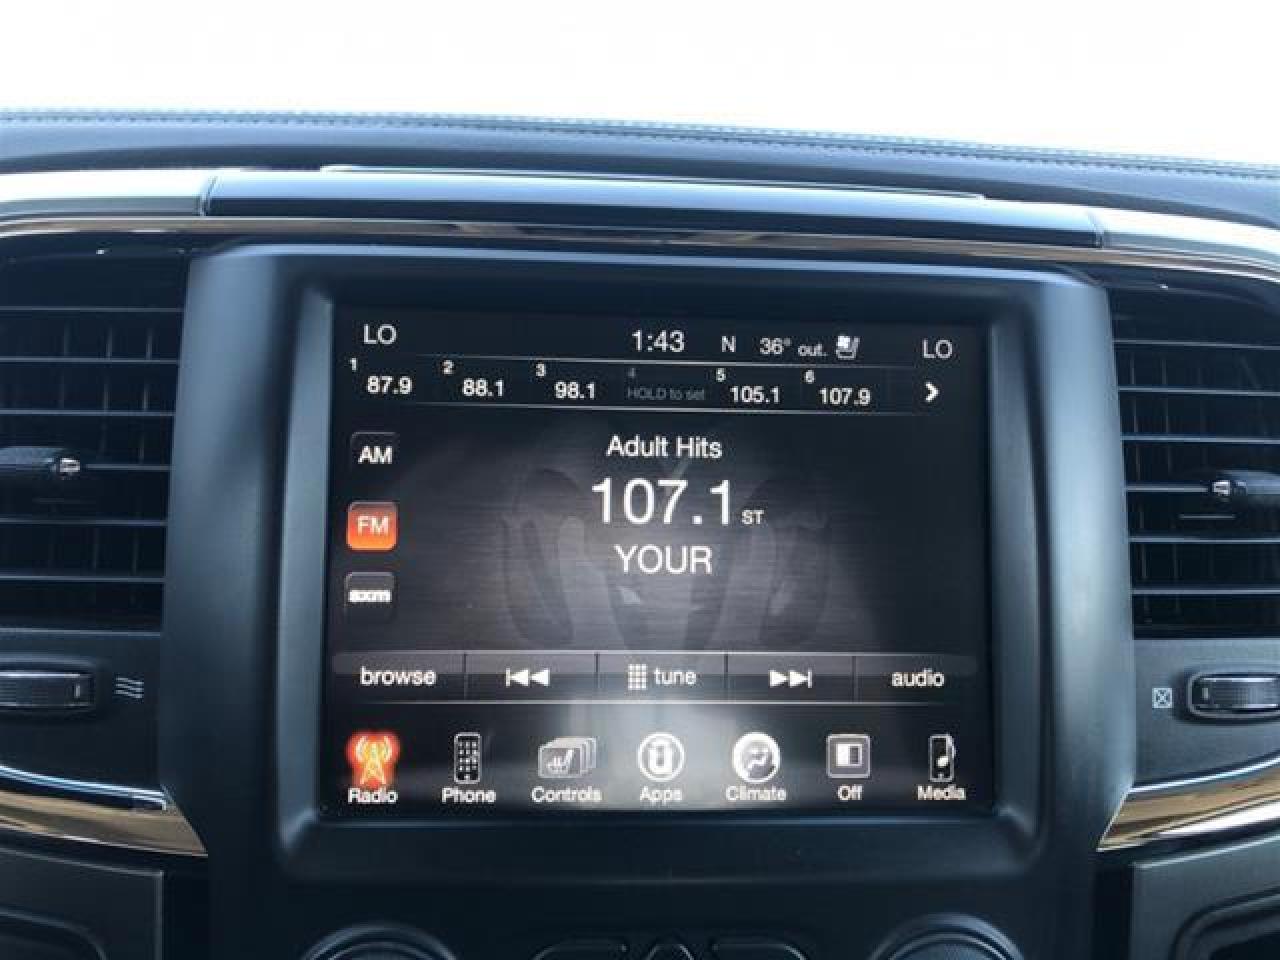 LO 1:43 N 36° out. LO
1 87.9 2 88.1 3 98.1 4 HOLD to set 5 105.1 6 107.9
AM
Adult Hits
FM
107.1 ST
YOUR
sxm
browse tune audio
Radio Phone Controls Apps Climate Off Media